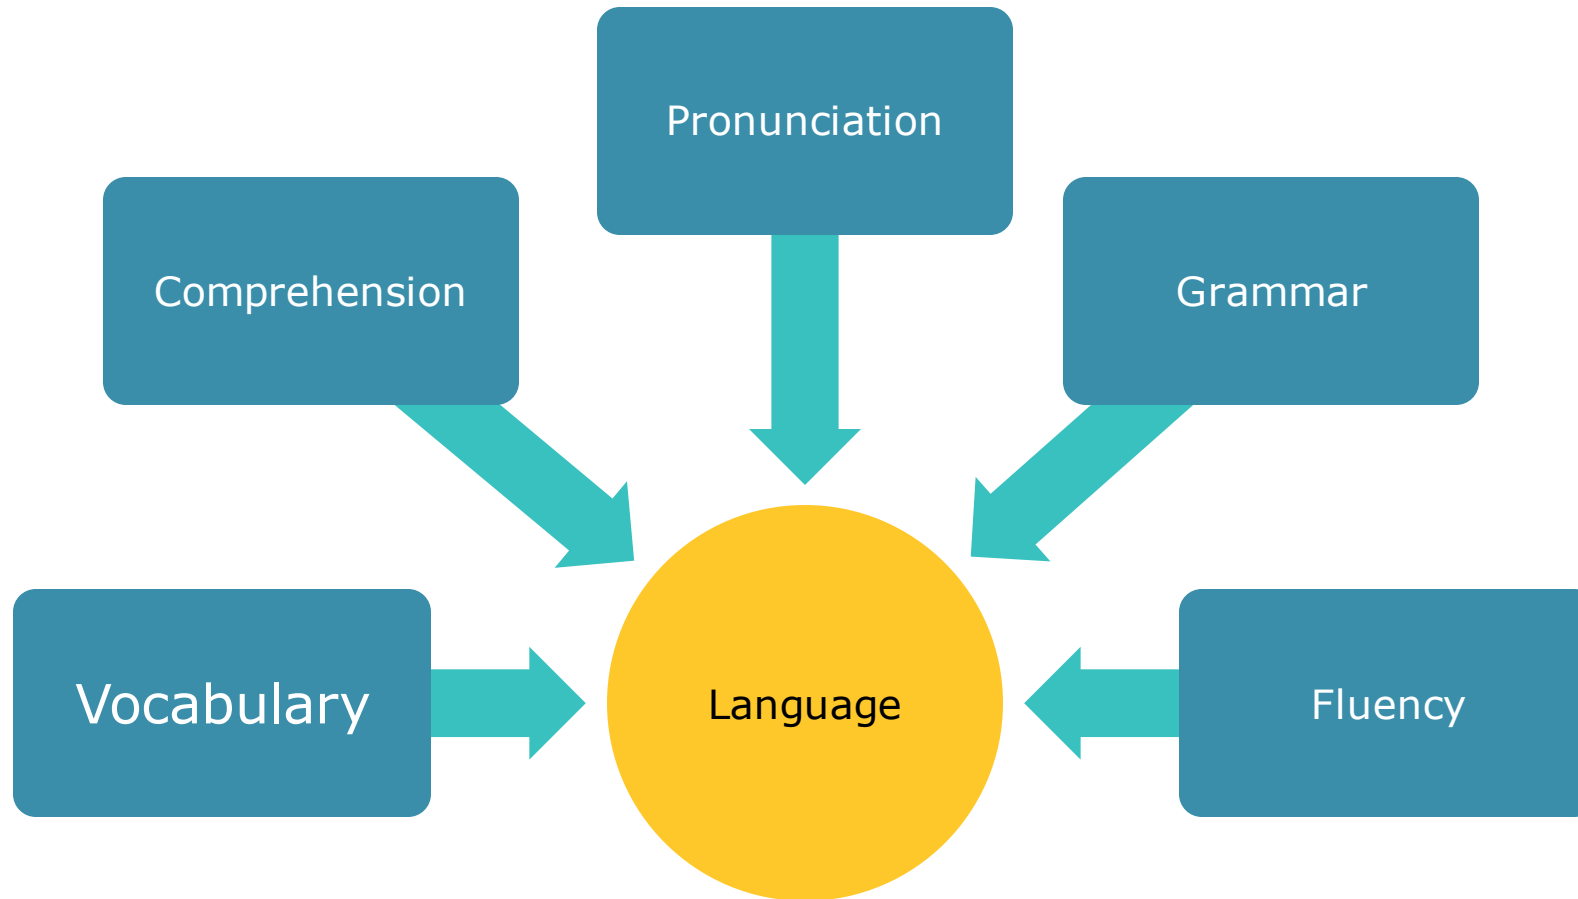 Pronunciation
Comprehension
Grammar
Vocabulary
Language
Fluency